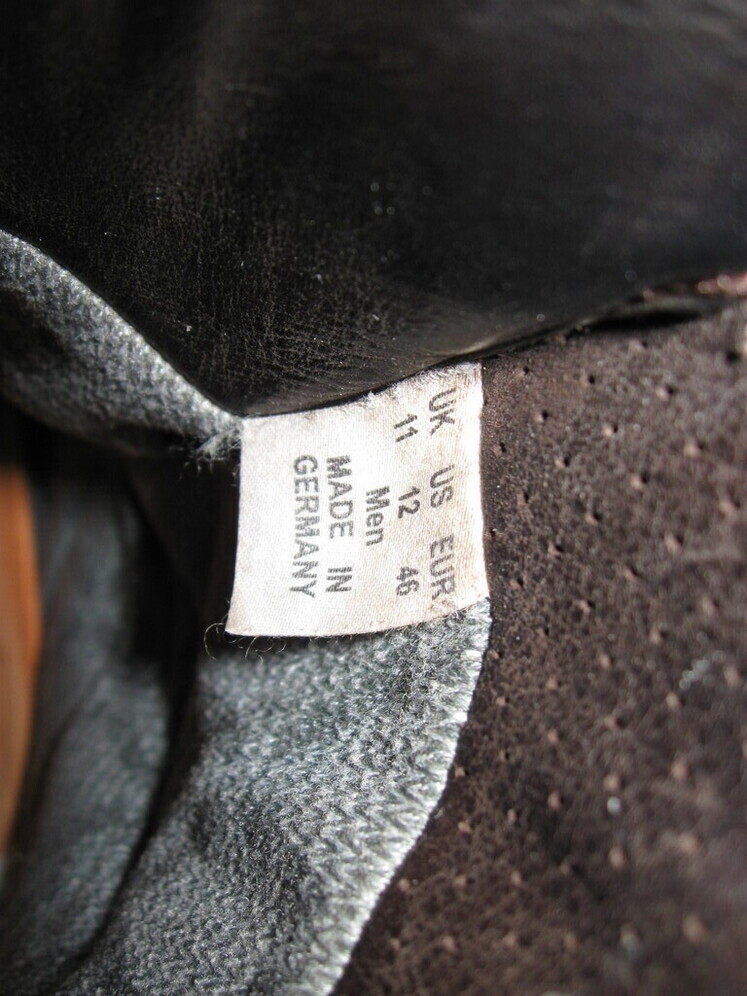 UK US EUR
11 12 46
Men
MADE IN
GERMANY